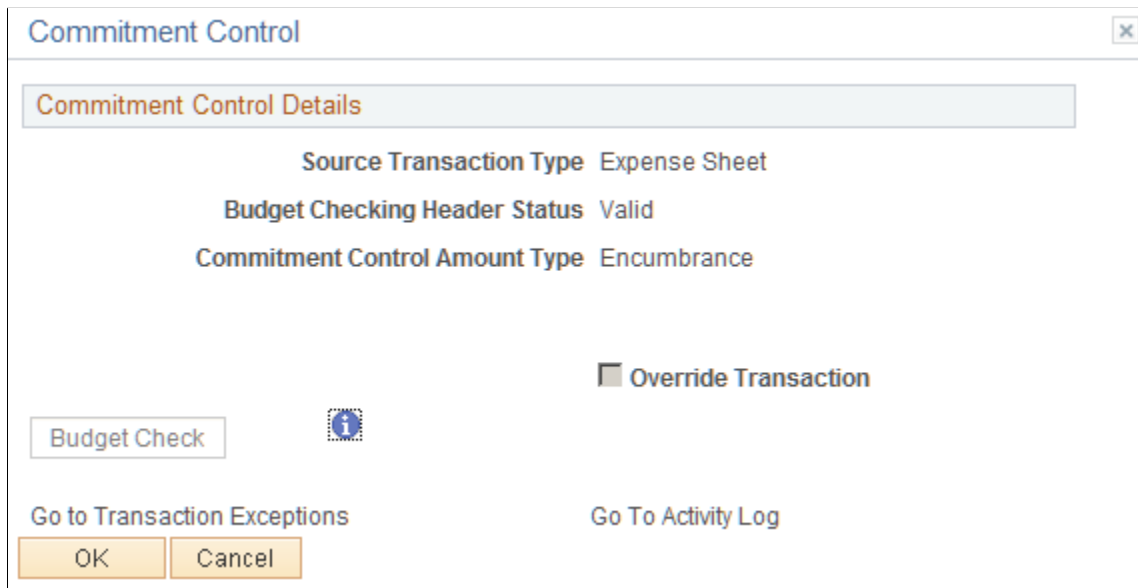 Commitment Control
Commitment Control Details
Source Transaction Type Expense Sheet
Budget Checking Header Status Valid
Commitment Control Amount Type Encumbrance
Override Transaction
Budget Check
Go to Transaction Exceptions Go To Activity Log
OK Cancel